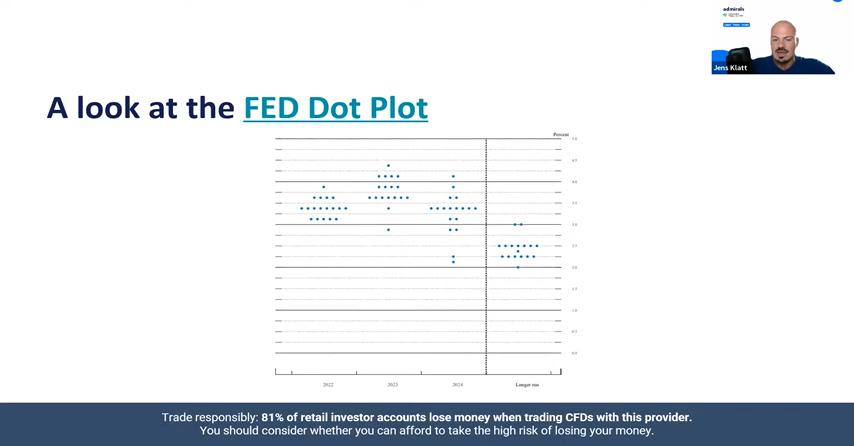 admirals
Jens Klatt
A look at the FED Dot Plot
Percent
5.0
4.5
4.0
3.5
3.0
2.5
2.0
1.5
1.0
0.5
0.0
2022
2023
2024
Longer run
Trade responsibly: 81% of retail investor accounts lose money when trading CFDs with this provider.
You should consider whether you can afford to take the high risk of losing your money.